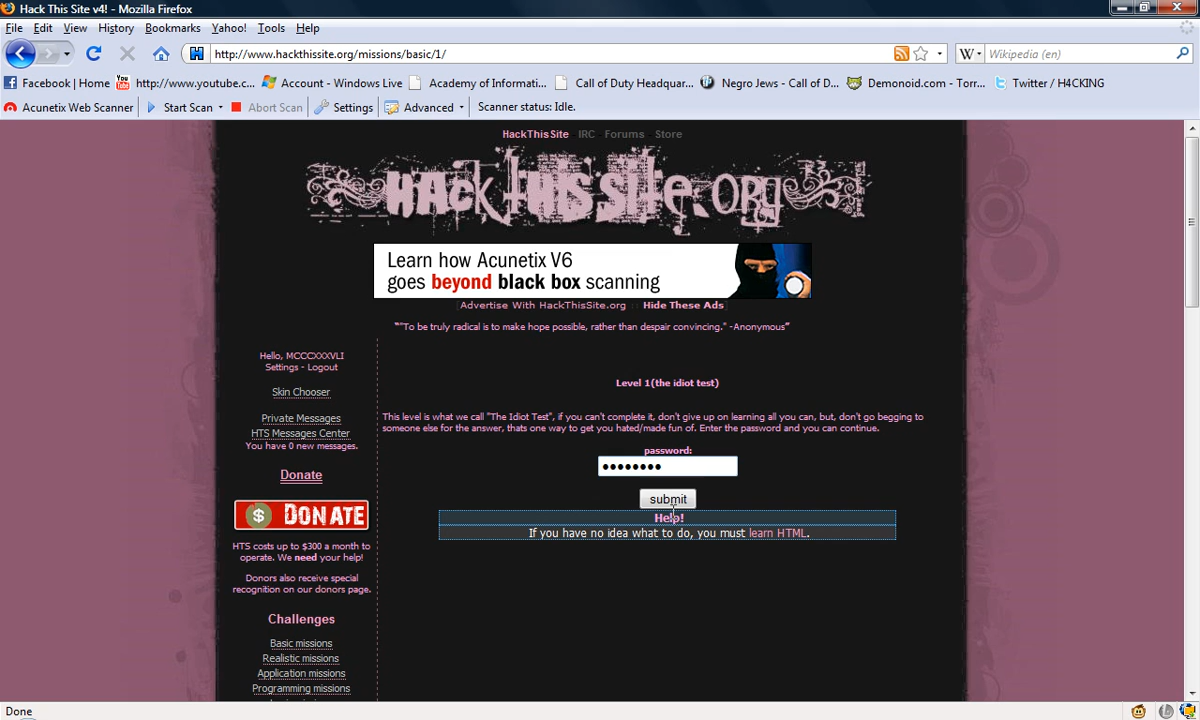 Hack This Site v4! - Mozilla Firefox
File Edit View History Bookmarks Yahoo! Tools Help
http://www.hackthissite.org/missions/basic/1/
W Wikipedia (en)
Facebook | Home http://www.youtube.c... Account - Windows Live Academy of Informati... Call of Duty Headquar... Negro Jews - Call of D... Demonoid.com - Torr... Twitter / H4CKING
Acunetix Web Scanner Start Scan Abort Scan Settings Advanced Scanner status: Idle.
HackThisSite IRC Forums Store
HACK THIS SITE.ORG
Learn how Acunetix V6
goes beyond black box scanning
Advertise With HackThisSite.org :: Hide These Ads
""To be truly radical is to make hope possible, rather than despair convincing." -Anonymous"
Hello, MCCCXXXVLI
Settings - Logout
Skin Chooser
Private Messages
HTS Messages Center
You have 0 new messages.
Donate
$ DONATE
HTS costs up to $300 a month to
operate. We need your help!
Donors also receive special
recognition on our donors page.
Challenges
Basic missions
Realistic missions
Application missions
Programming missions
Level 1(the idiot test)
This level is what we call "The Idiot Test", if you can't complete it, don't give up on learning all you can, but, don't go begging to
someone else for the answer, thats one way to get you hated/made fun of. Enter the password and you can continue.
password:
••••••••
submit
Help!
If you have no idea what to do, you must learn HTML.
Done